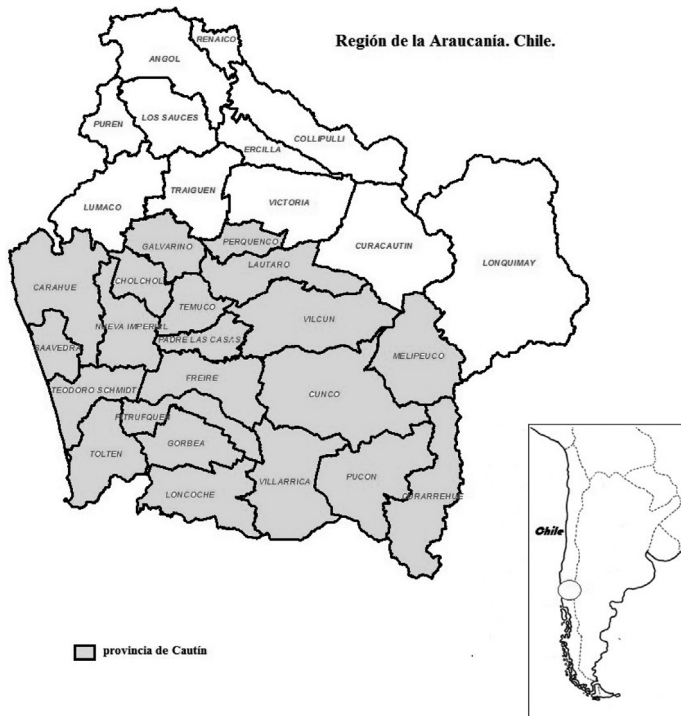 Región de la Araucanía. Chile.
RENAICO
ANGOL
LOS SAUCES
PUREN
COLLIPULLI
ERCILLA
TRAIGUEN
VICTORIA
LUMACO
CURACAUTIN
LONQUIMAY
GALVARINO
PERQUENCO
LAUTARO
CARAHUE
CHOLCHOL
TEMUCO
VILCUN
NUEVA IMPERIAL
PADRE LAS CASAS
SAAVEDRA
MELIPEUCO
FREIRE
TEODORO SCHMIDT
CUNCO
PITRUFQUEN
GORBEA
TOLTEN
VILLARRICA
PUCON
LONCOCHE
CURARREHUE
Chile
provincia de Cautín